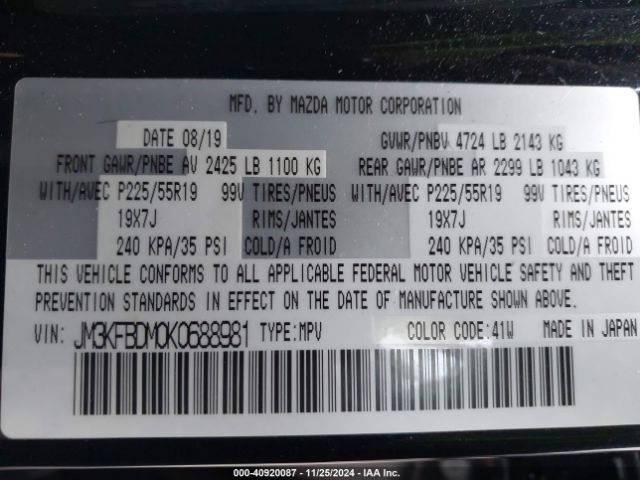 MFD. BY MAZDA MOTOR CORPORATION
DATE 08/19 GVWR/PNBV 4724 LB 2143 KG
FRONT GAWR/PNBE AV 2425 LB 1100 KG REAR GAWR/PNBE AR 2299 LB 1043 KG
WITH/AVEC P225/55R19 99V TIRES/PNEUS WITH/AVEC P225/55R19 99V TIRES/PNEUS
19X7J RIMS/JANTES 19X7J RIMS/JANTES
240 KPA/35 PSI COLD/A FROID 240 KPA/35 PSI COLD/A FROID
THIS VEHICLE CONFORMS TO ALL APPLICABLE FEDERAL MOTOR VEHICLE SAFETY AND THEFT
PREVENTION STANDARDS IN EFFECT ON THE DATE OF MANUFACTURE SHOWN ABOVE.
VIN: JM3KFBDM0K0688981 TYPE:MPV COLOR CODE:41W MADE IN JAPAN
000-40920087 - 11/25/2024 - IAA Inc.